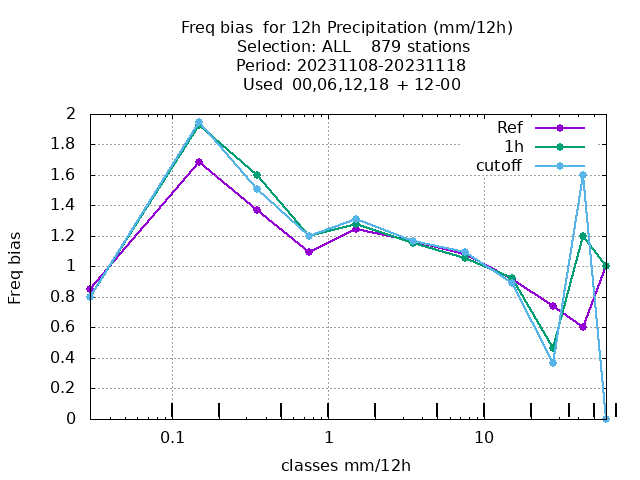 Freq bias  for 12h Precipitation (mm/12h)
Selection: ALL    879 stations
Period: 20231108-20231118
Used  00,06,12,18  + 12-00
Ref
1h
cutoff
2
1.8
1.6
1.4
1.2
1
0.8
0.6
0.4
0.2
0
Freq bias
0.1
1
10
classes mm/12h